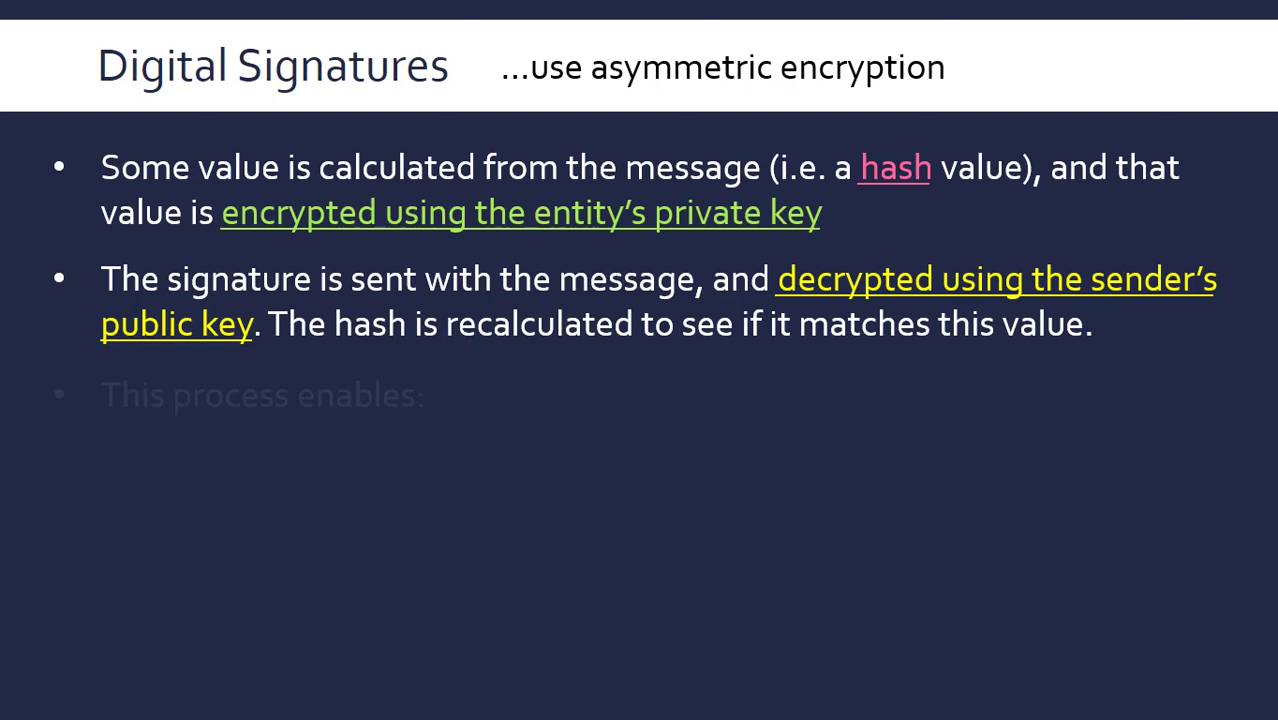 Digital Signatures ...use asymmetric encryption
• Some value is calculated from the message (i.e. a hash value), and that
value is encrypted using the entity’s private key
• The signature is sent with the message, and decrypted using the sender’s
public key. The hash is recalculated to see if it matches this value.
• This process enables: